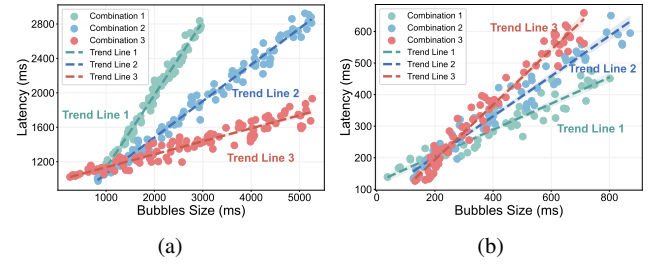 (a)
Latency (ms)
2800
2400
2000
1600
1200
Combination 1
Combination 2
Combination 3
Trend Line 1
Trend Line 2
Trend Line 3
Trend Line 1
Trend Line 2
Trend Line 3
1000 2000 3000 4000 5000
Bubbles Size (ms)
(a)
(b)
Latency (ms)
600
500
400
300
200
100
Combination 1
Combination 2
Combination 3
Trend Line 1
Trend Line 2
Trend Line 3
Trend Line 3
Trend Line 2
Trend Line 1
0 200 400 600 800
Bubbles Size (ms)
(b)